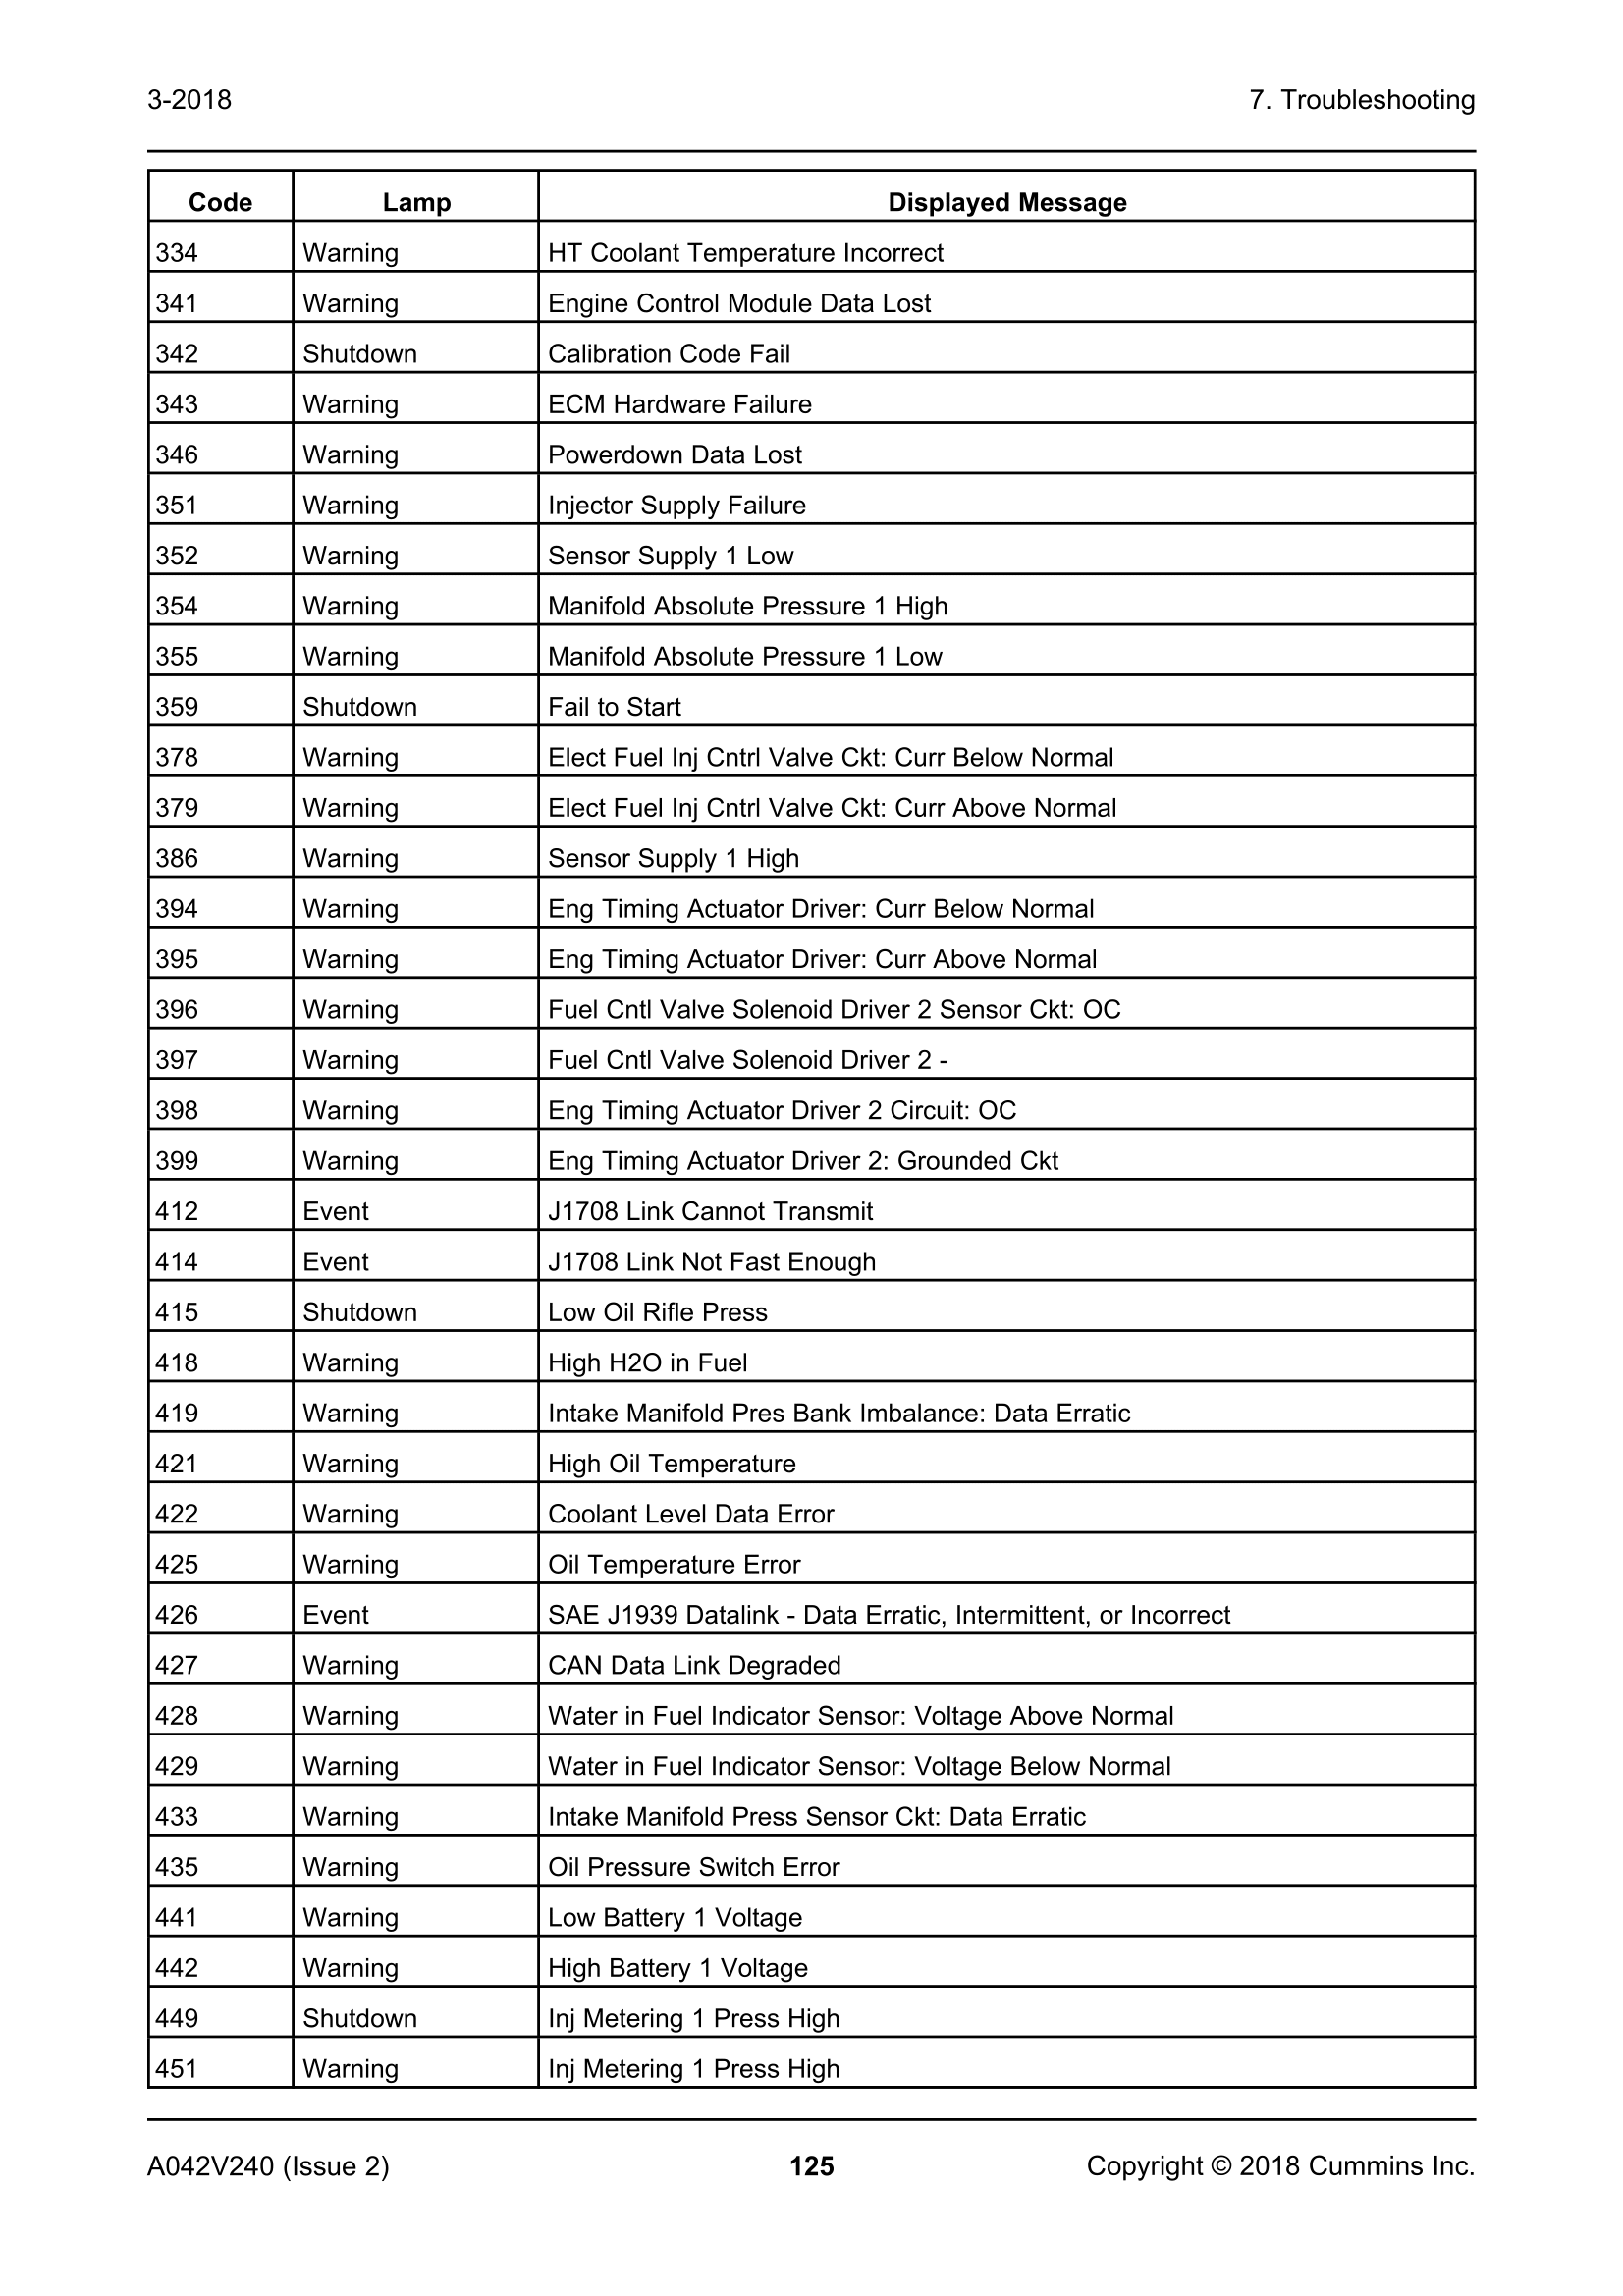 3-2018 7. Troubleshooting
Code Lamp Displayed Message
334 Warning HT Coolant Temperature Incorrect
341 Warning Engine Control Module Data Lost
342 Shutdown Calibration Code Fail
343 Warning ECM Hardware Failure
346 Warning Powerdown Data Lost
351 Warning Injector Supply Failure
352 Warning Sensor Supply 1 Low
354 Warning Manifold Absolute Pressure 1 High
355 Warning Manifold Absolute Pressure 1 Low
359 Shutdown Fail to Start
378 Warning Elect Fuel Inj Cntrl Valve Ckt: Curr Below Normal
379 Warning Elect Fuel Inj Cntrl Valve Ckt: Curr Above Normal
386 Warning Sensor Supply 1 High
394 Warning Eng Timing Actuator Driver: Curr Below Normal
395 Warning Eng Timing Actuator Driver: Curr Above Normal
396 Warning Fuel Cntl Valve Solenoid Driver 2 Sensor Ckt: OC
397 Warning Fuel Cntl Valve Solenoid Driver 2 -
398 Warning Eng Timing Actuator Driver 2 Circuit: OC
399 Warning Eng Timing Actuator Driver 2: Grounded Ckt
412 Event J1708 Link Cannot Transmit
414 Event J1708 Link Not Fast Enough
415 Shutdown Low Oil Rifle Press
418 Warning High H2O in Fuel
419 Warning Intake Manifold Pres Bank Imbalance: Data Erratic
421 Warning High Oil Temperature
422 Warning Coolant Level Data Error
425 Warning Oil Temperature Error
426 Event SAE J1939 Datalink - Data Erratic, Intermittent, or Incorrect
427 Warning CAN Data Link Degraded
428 Warning Water in Fuel Indicator Sensor: Voltage Above Normal
429 Warning Water in Fuel Indicator Sensor: Voltage Below Normal
433 Warning Intake Manifold Press Sensor Ckt: Data Erratic
435 Warning Oil Pressure Switch Error
441 Warning Low Battery 1 Voltage
442 Warning High Battery 1 Voltage
449 Shutdown Inj Metering 1 Press High
451 Warning Inj Metering 1 Press High
A042V240 (Issue 2) 125 Copyright © 2018 Cummins Inc.